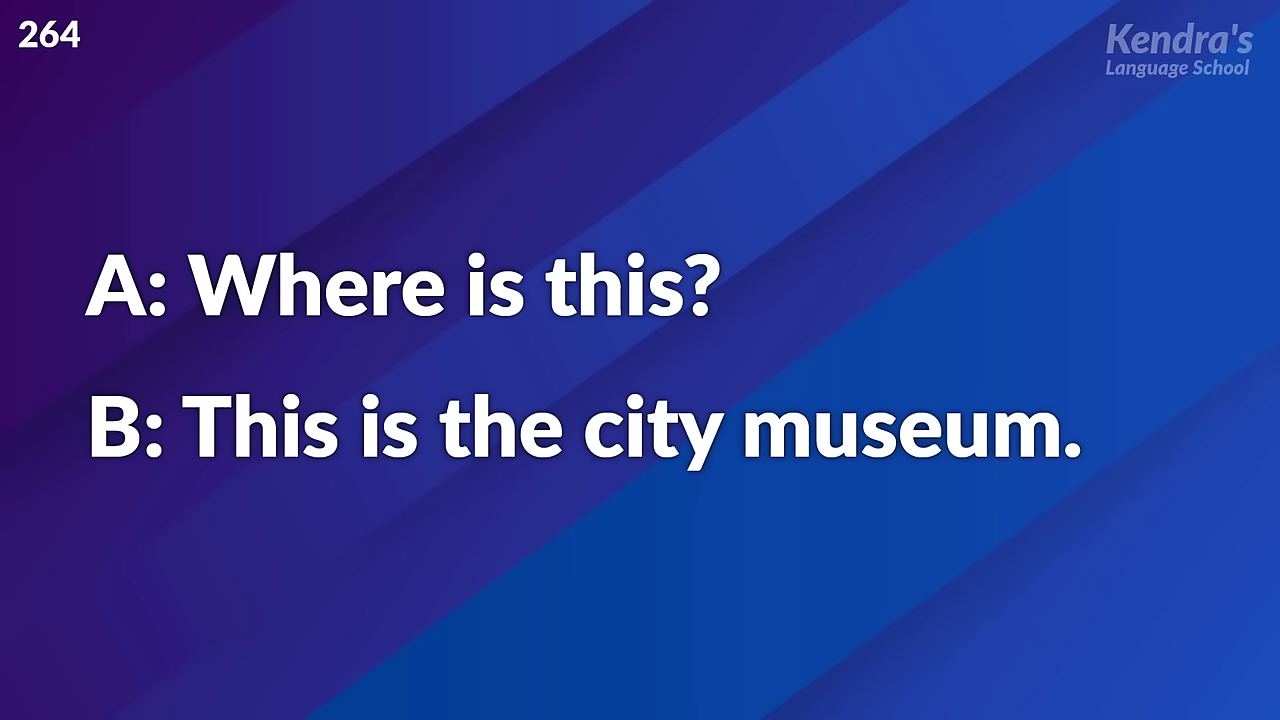 264
Kendra's
Language School
A: Where is this?
B: This is the city museum.